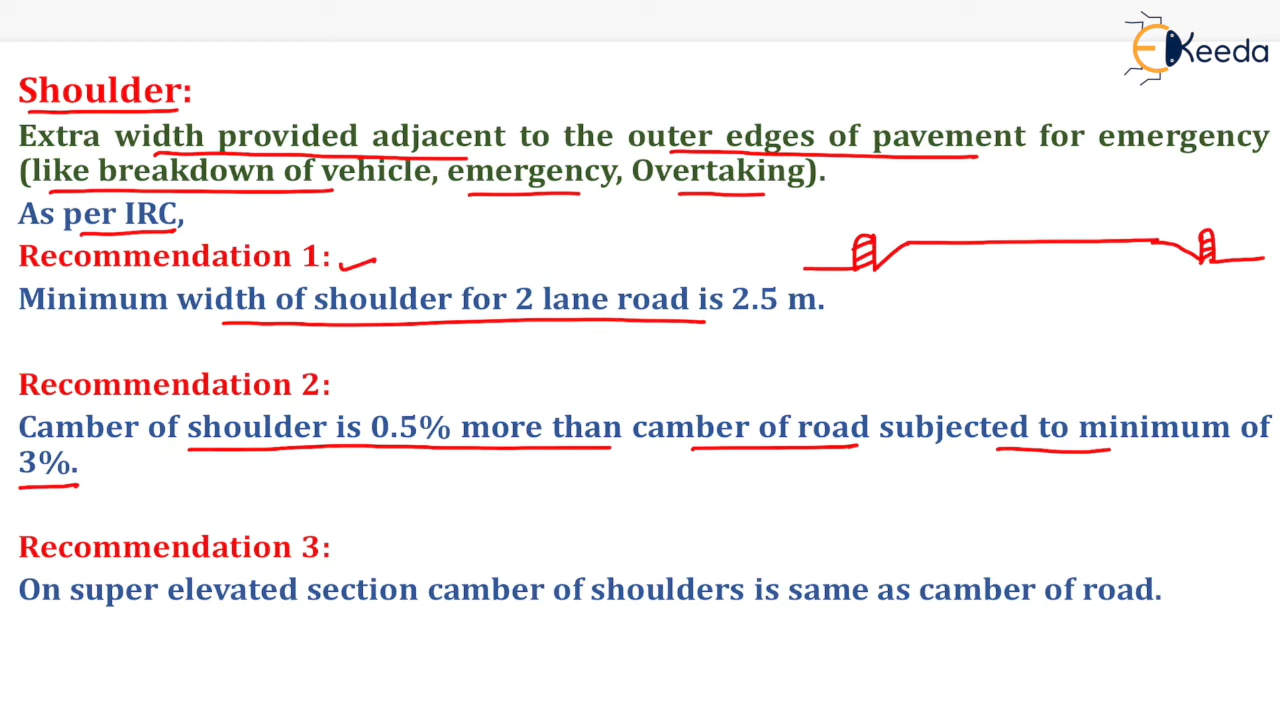 EKeeda
Shoulder:
Extra width provided adjacent to the outer edges of pavement for emergency
(like breakdown of vehicle, emergency, Overtaking).
As per IRC,
Recommendation 1:
Minimum width of shoulder for 2 lane road is 2.5 m.
Recommendation 2:
Camber of shoulder is 0.5% more than camber of road subjected to minimum of
3%.
Recommendation 3:
On super elevated section camber of shoulders is same as camber of road.